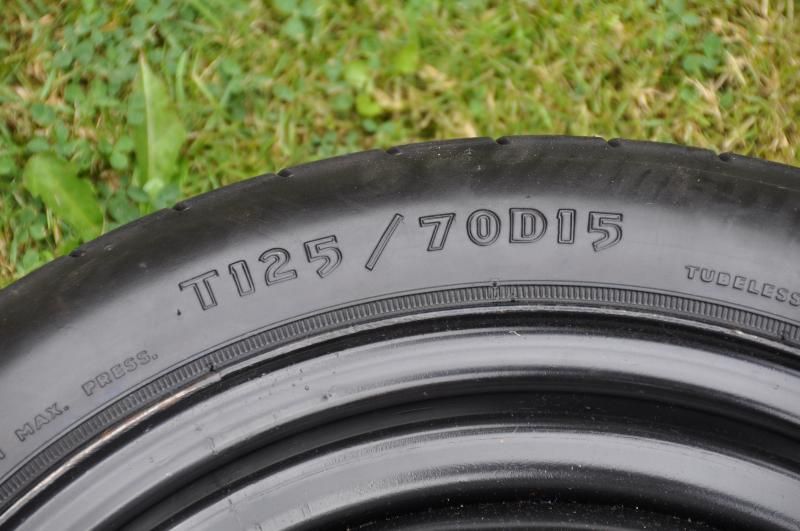 T125 / 70D15
TUBELESS
MAX. PRESS.